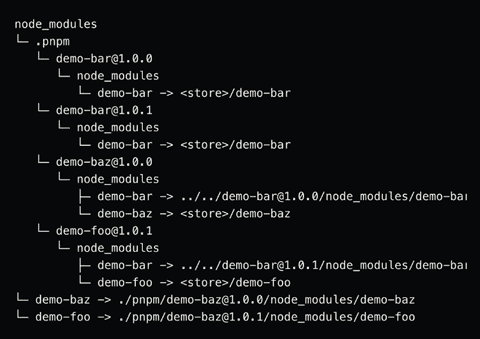 node_modules
└─ .pnpm
   └─ demo-bar@1.0.0
      └─ node_modules
         └─ demo-bar -> <store>/demo-bar
   └─ demo-bar@1.0.1
      └─ node_modules
         └─ demo-bar -> <store>/demo-bar
   └─ demo-baz@1.0.0
      └─ node_modules
         ├─ demo-bar -> ../../demo-bar@1.0.0/node_modules/demo-bar
         └─ demo-baz -> <store>/demo-baz
   └─ demo-foo@1.0.1
      └─ node_modules
         ├─ demo-bar -> ../../demo-bar@1.0.1/node_modules/demo-bar
         └─ demo-foo -> <store>/demo-foo
└─ demo-baz -> ./pnpm/demo-baz@1.0.0/node_modules/demo-baz
└─ demo-foo -> ./pnpm/demo-baz@1.0.1/node_modules/demo-foo